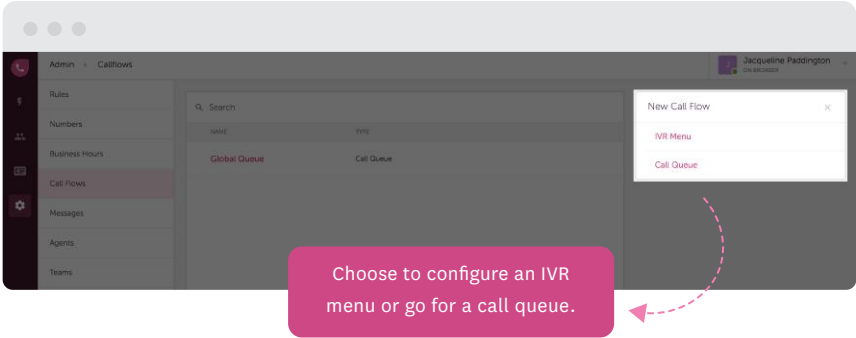 Admin > Callflows
Jacqueline Paddington
ON BROWSER
J
Rules
Numbers
Business Hours
Call Flows
Messages
Agents
Teams
Search
NAME TYPE
Global Queue Call Queue
New Call Flow ×
IVR Menu
Call Queue
Choose to configure an IVR
menu or go for a call queue.